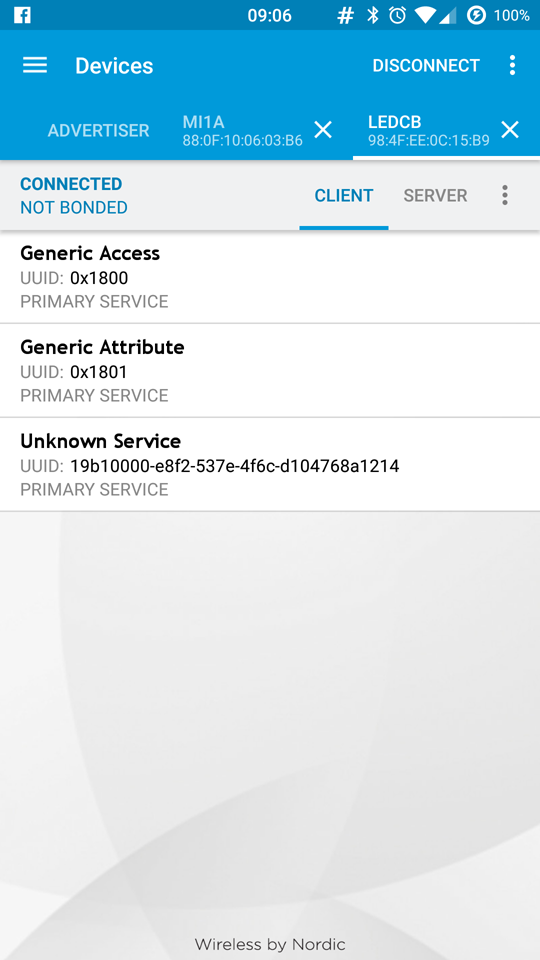 09:06
100%
Devices
DISCONNECT
ADVERTISER
MI1A
88:0F:10:06:03:B6
LEDCB
98:4F:EE:0C:15:B9
CONNECTED
NOT BONDED
CLIENT
SERVER
Generic Access
UUID: 0x1800
PRIMARY SERVICE
Generic Attribute
UUID: 0x1801
PRIMARY SERVICE
Unknown Service
UUID: 19b10000-e8f2-537e-4f6c-d104768a1214
PRIMARY SERVICE
Wireless by Nordic